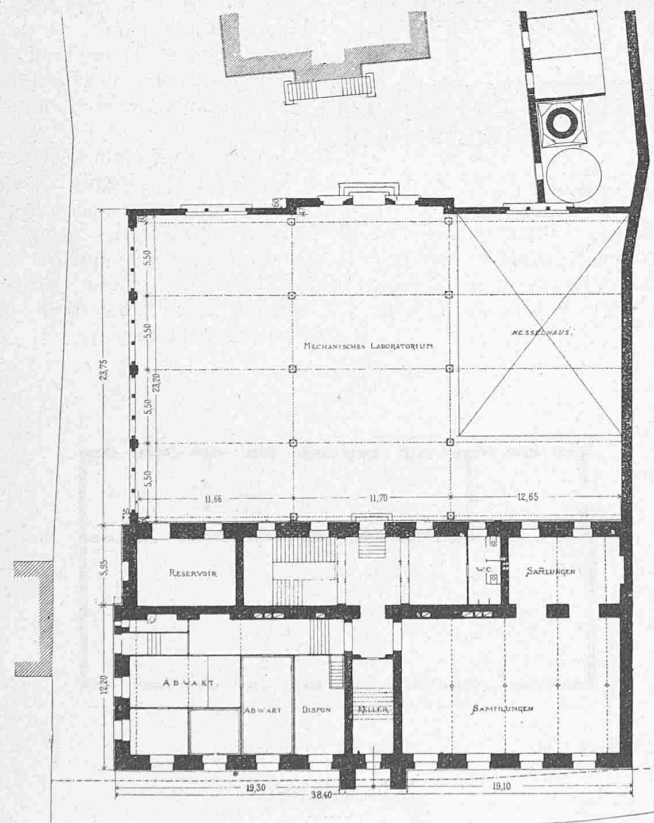 5,50
MECHANISCHES LABORATORIUM
KESSELHAUS.
5,50
23,75
23,20
5,50
5,50
11,66
11,70
12,65
RESERVOIR
W.C.
SAMLUNGEN
5,95
ABWART
ABWART
DISPON
KELLER
SAMMLUNGEN
12,20
19,30
38.40
19,10